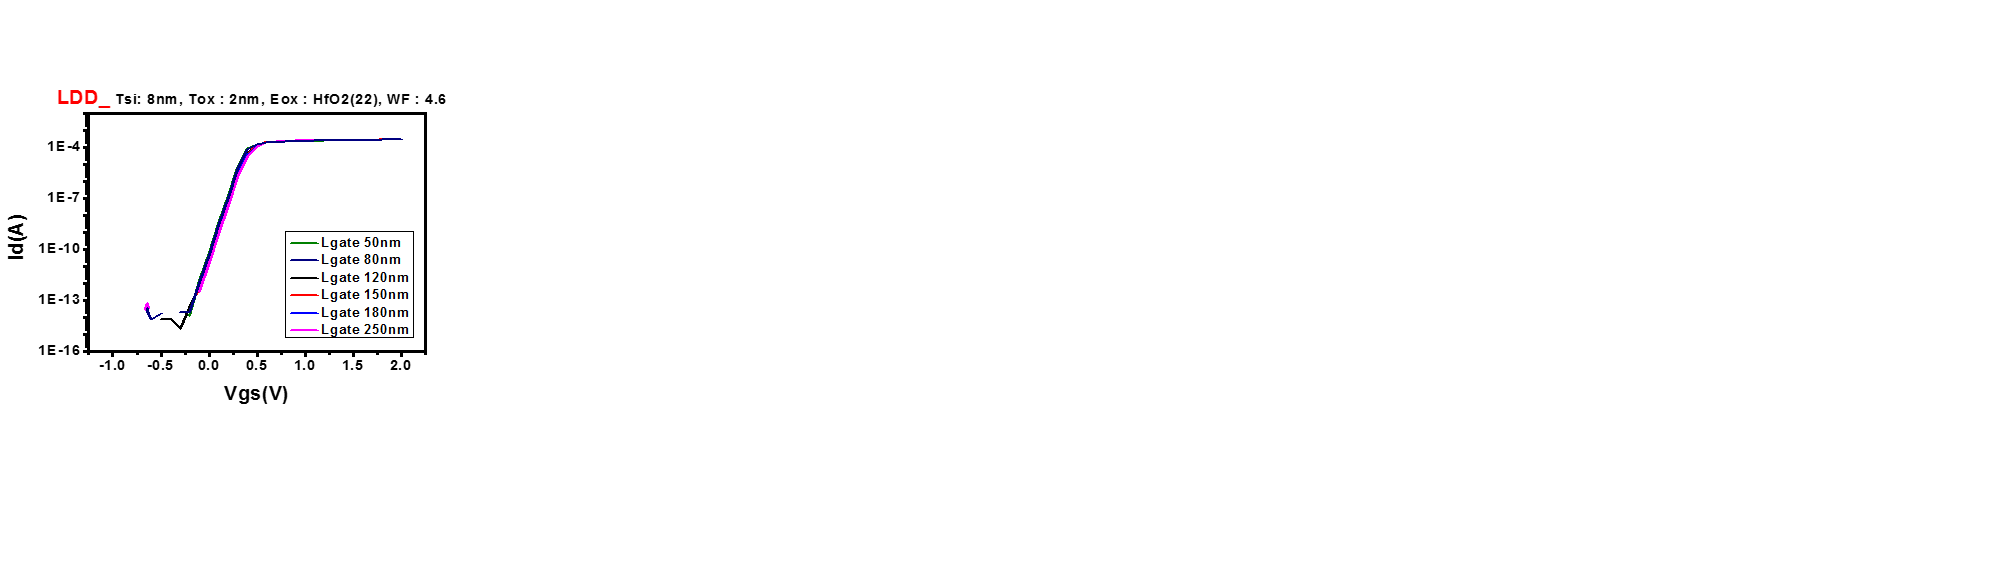 LDD_ Tsi: 8nm, Tox : 2nm, Eox : HfO2(22), WF : 4.6
1E-4
1E-7
1E-10
1E-13
1E-16
Id(A)
Lgate 50nm
Lgate 80nm
Lgate 120nm
Lgate 150nm
Lgate 180nm
Lgate 250nm
-1.0 -0.5 0.0 0.5 1.0 1.5 2.0
Vgs(V)